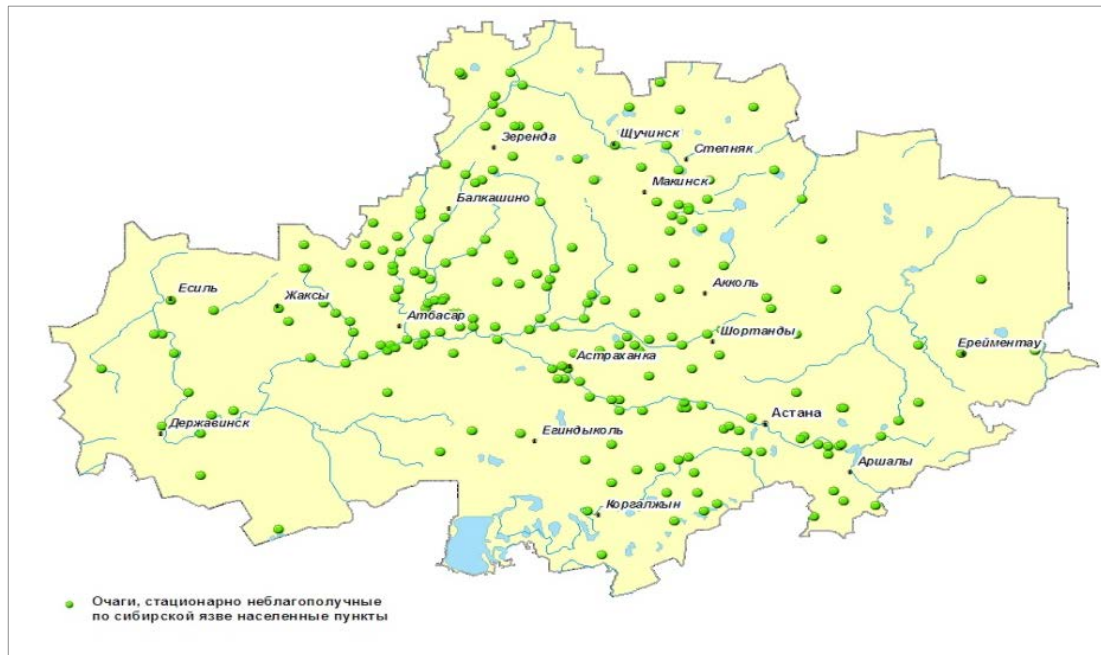 Зеренда
Щучинск
Степняк
Макинск
Балкашино
Есиль
Жаксы
Акколь
Атбасар
Шортанды
Ерейментау
Астраханка
Астана
Державинск
Егиндыколь
Аршалы
Коргалжын
Очаги, стационарно неблагополучные
по сибирской язве населенные пункты